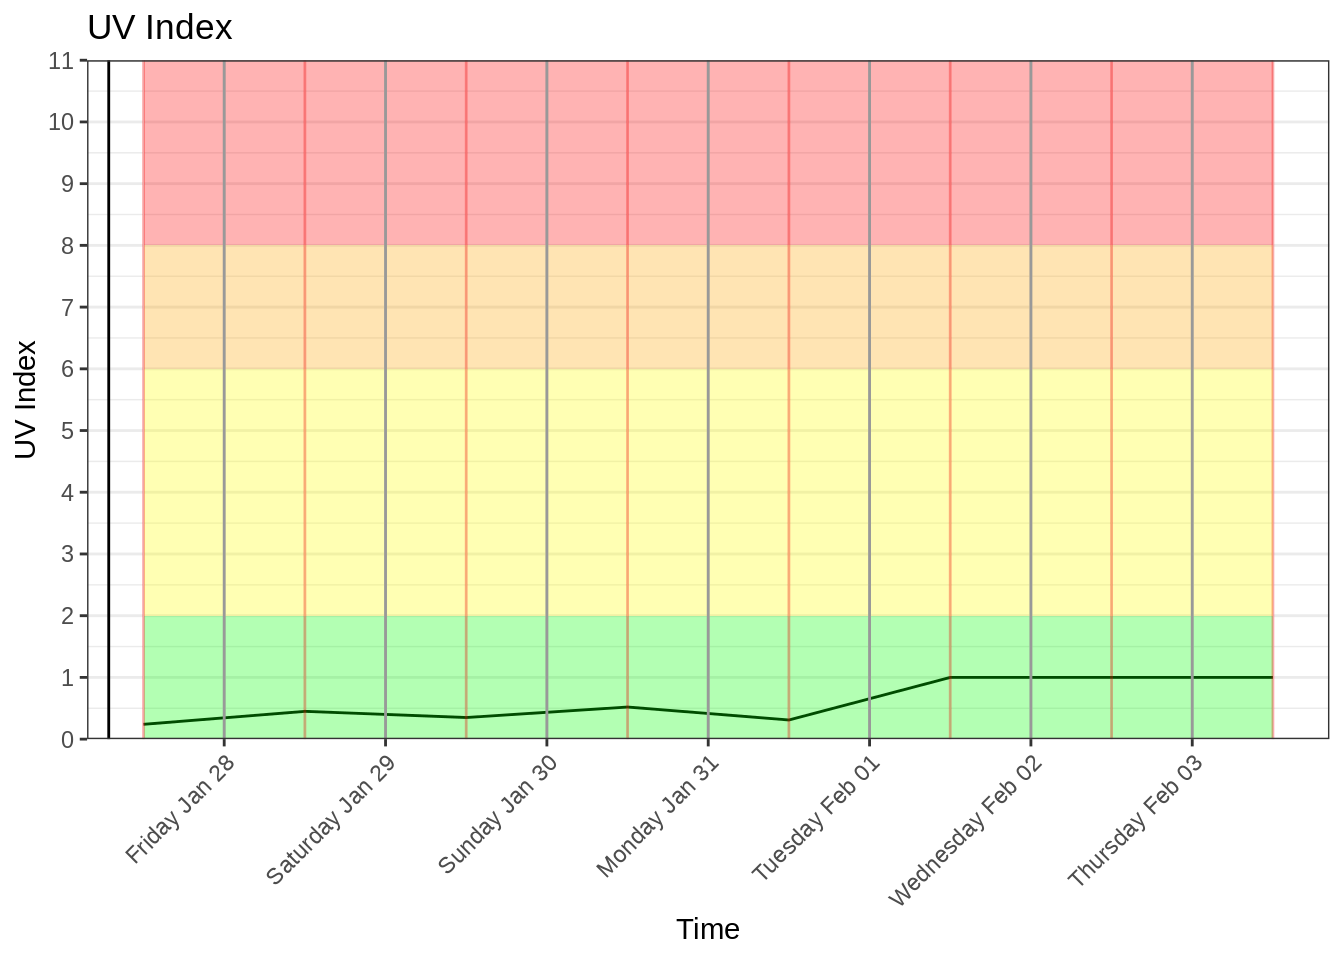 UV Index
11
10
9
8
7
6
5
4
3
2
1
0
UV Index
Friday Jan 28
Saturday Jan 29
Sunday Jan 30
Monday Jan 31
Tuesday Feb 01
Wednesday Feb 02
Thursday Feb 03
Time